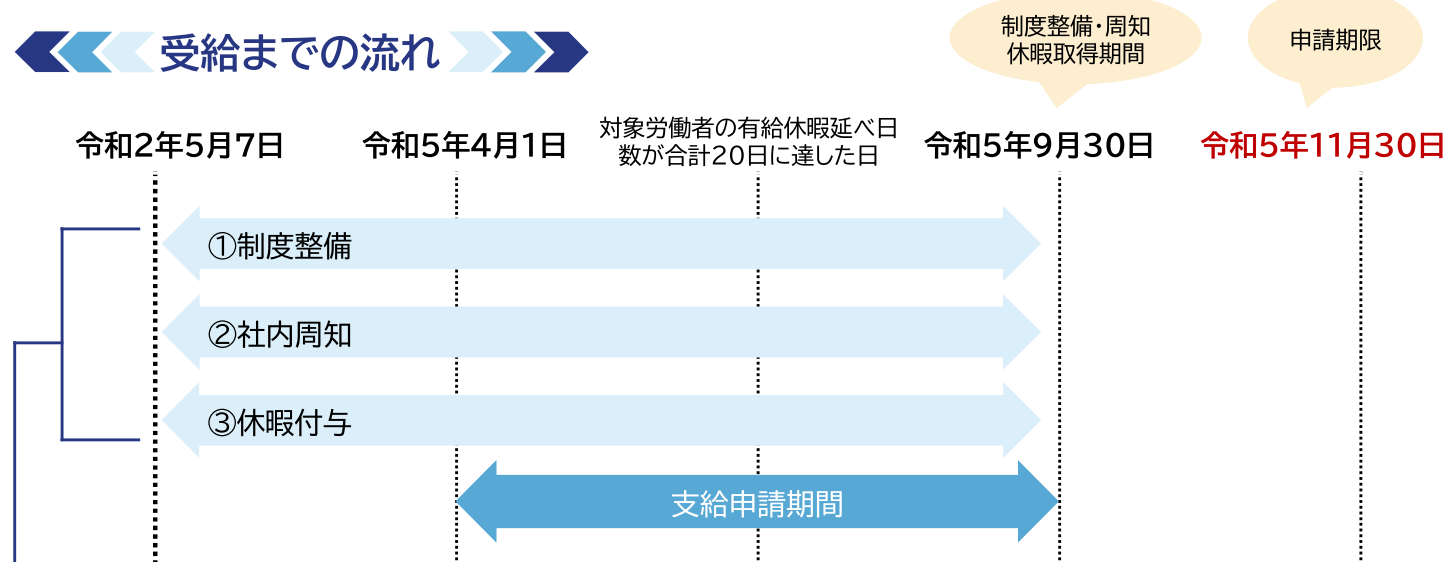 受給までの流れ
制度整備・周知
休暇取得期間
申請期限
令和2年5月7日
令和5年4月1日
対象労働者の有給休暇延べ日
数が合計20日に達した日
令和5年9月30日
令和5年11月30日
①制度整備
②社内周知
③休暇付与
支給申請期間